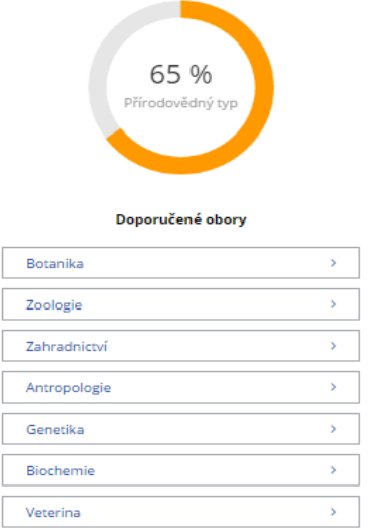 65 %
Přírodovědný typ
Doporučené obory
Botanika
Zoologie
Zahradnictví
Antropologie
Genetika
Biochemie
Veterina